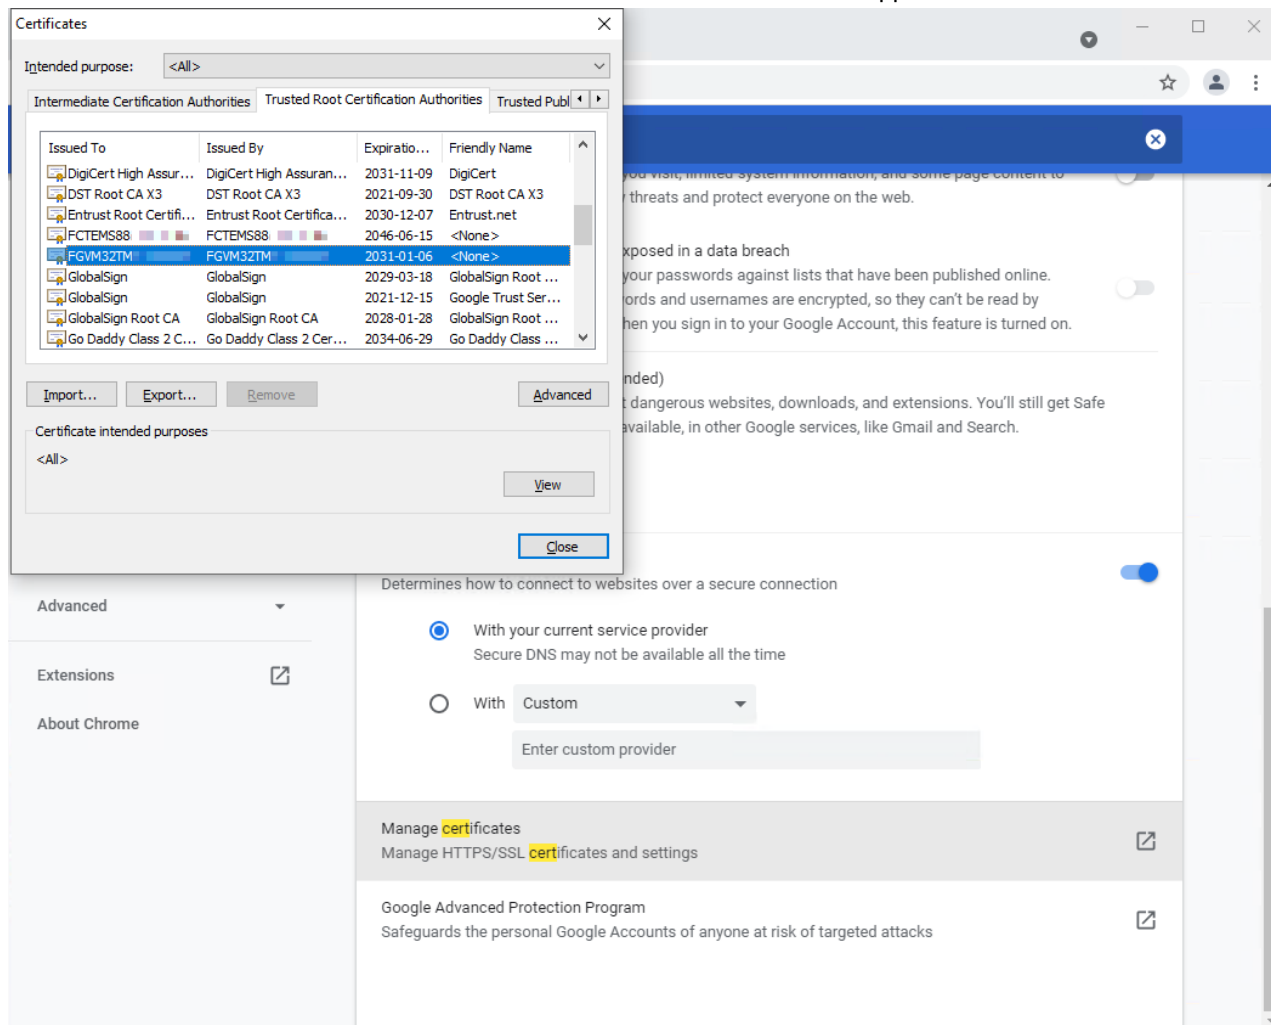 Certificates
Intended purpose: <All>
Intermediate Certification Authorities Trusted Root Certification Authorities Trusted Publ
Issued To Issued By Expiratio... Friendly Name
DigiCert High Assur... DigiCert High Assuran... 2031-11-09 DigiCert
DST Root CA X3 DST Root CA X3 2021-09-30 DST Root CA X3
Entrust Root Certifi... Entrust Root Certifica... 2030-12-07 Entrust.net
FCTEMS88 FCTEMS88 2046-06-15 <None>
FGVM32TM FGVM32TM 2031-01-06 <None>
GlobalSign GlobalSign 2029-03-18 GlobalSign Root ...
GlobalSign GlobalSign 2021-12-15 Google Trust Ser...
GlobalSign Root CA GlobalSign Root CA 2028-01-28 GlobalSign Root ...
Go Daddy Class 2 C... Go Daddy Class 2 Cer... 2034-06-29 Go Daddy Class ...
Import... Export... Remove Advanced
Certificate intended purposes
<All>
View
Close
you visit, limited system information, and some page content to
threats and protect everyone on the web.
xposed in a data breach
your passwords against lists that have been published online.
ords and usernames are encrypted, so they can't be read by
hen you sign in to your Google Account, this feature is turned on.
nded)
t dangerous websites, downloads, and extensions. You'll still get Safe
available, in other Google services, like Gmail and Search.
Determines how to connect to websites over a secure connection
With your current service provider
Secure DNS may not be available all the time
With Custom
Enter custom provider
Advanced
Extensions
About Chrome
Manage certificates
Manage HTTPS/SSL certificates and settings
Google Advanced Protection Program
Safeguards the personal Google Accounts of anyone at risk of targeted attacks